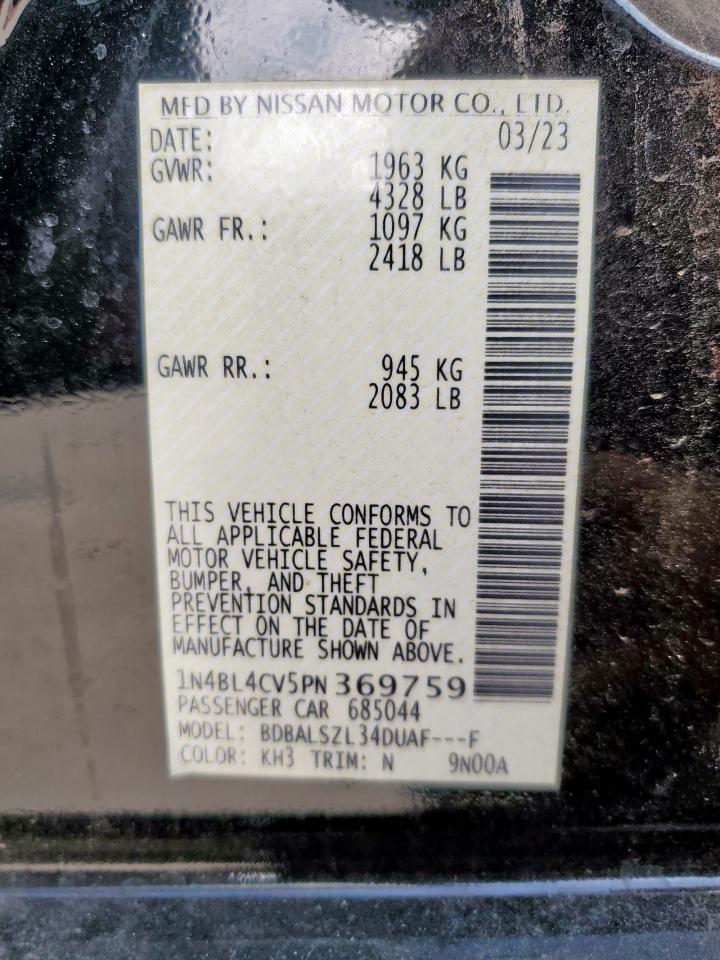 MFD BY NISSAN MOTOR CO., LTD.
DATE: 03/23
GVWR: 1963 KG
4328 LB
GAWR FR.: 1097 KG
2418 LB
GAWR RR.: 945 KG
2083 LB
THIS VEHICLE CONFORMS TO
ALL APPLICABLE FEDERAL
MOTOR VEHICLE SAFETY,
BUMPER, AND THEFT
PREVENTION STANDARDS IN
EFFECT ON THE DATE OF
MANUFACTURE SHOWN ABOVE.
1N4BL4CV5PN369759
PASSENGER CAR 685044
MODEL: BDBALSZL34DUAF---F
COLOR: KH3 TRIM: N 9N00A